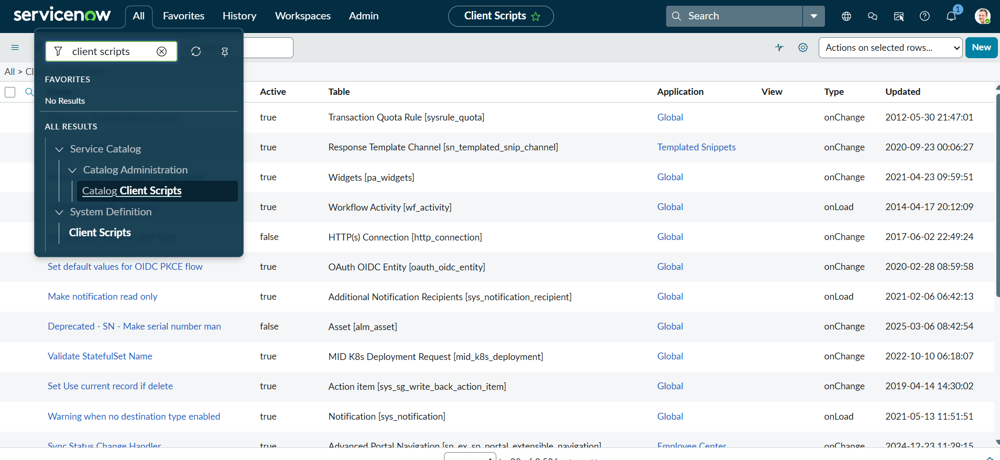 servicenow All Favorites History Workspaces Admin Client Scripts Search 1
client scripts Actions on selected rows... New
All >
FAVORITES
No Results
ALL RESULTS
Service Catalog
Catalog Administration
Catalog Client Scripts
System Definition
Client Scripts
Active Table Application View Type Updated
true Transaction Quota Rule [sysrule_quota] Global onChange 2012-05-30 21:47:01
true Response Template Channel [sn_templated_snip_channel] Templated Snippets onChange 2020-09-23 00:06:27
true Widgets [pa_widgets] Global onChange 2021-04-23 09:59:51
true Workflow Activity [wf_activity] Global onLoad 2014-04-17 20:12:09
false HTTP(s) Connection [http_connection] Global onChange 2017-06-02 22:49:24
Set default values for OIDC PKCE flow true OAuth OIDC Entity [oauth_oidc_entity] Global onChange 2020-02-28 08:59:58
Make notification read only true Additional Notification Recipients [sys_notification_recipient] Global onLoad 2021-02-06 06:42:13
Deprecated - SN - Make serial number man false Asset [alm_asset] Global onChange 2025-03-06 08:42:54
Validate StatefulSet Name true MID K8s Deployment Request [mid_k8s_deployment] Global onChange 2022-10-10 06:18:07
Set Use current record if delete true Action item [sys_sg_write_back_action_item] Global onChange 2019-04-14 14:30:02
Warning when no destination type enabled true Notification [sys_notification] Global onLoad 2021-05-13 11:51:51
Sync Status Change Handler true Advanced Portal Navigation [sn_ex_sp_portal_extensible_navigation] Employee Center onChange 2024-12-23 11:29:15